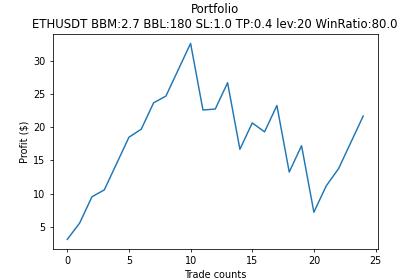 Portfolio
ETHUSDT BBM:2.7 BBL:180 SL:1.0 TP:0.4 lev:20 WinRatio:80.0
Profit ($)
30
25
20
15
10
5
0 5 10 15 20 25
Trade counts